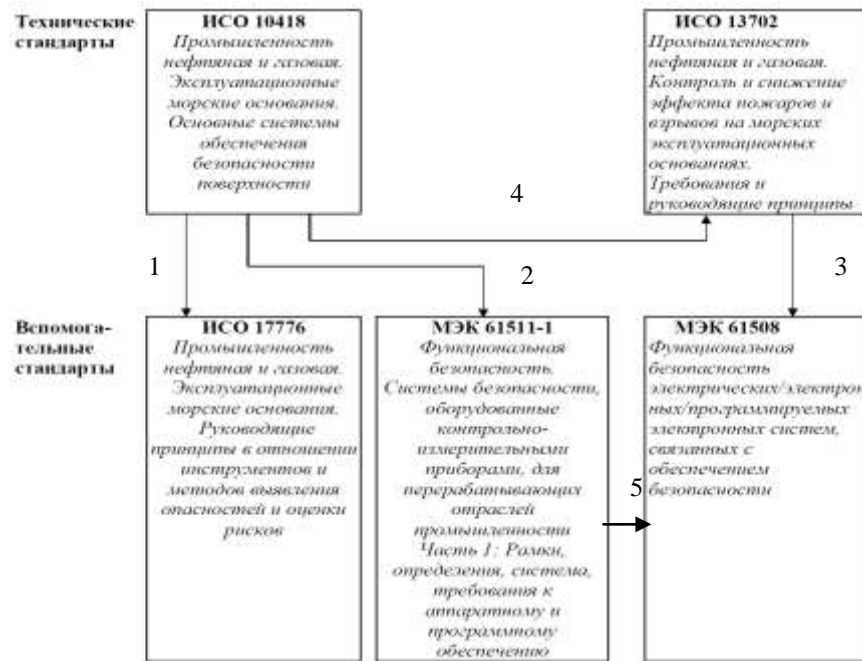 Технические
стандарты
ИСО 10418
Промышленность
нефтяная и газовая.
Эксплуатационные
морские основания.
Основные системы
обеспечения
безопасности
поверхности
ИСО 13702
Промышленность
нефтяная и газовая.
Контроль и снижение
эффекта пожаров и
взрывов на морских
эксплуатационных
основаниях.
Требования и
руководящие принципы
4
1
2
3
Вспомога-
тельные
стандарты
ИСО 17776
Промышленность
нефтяная и газовая.
Эксплуатационные
морские основания.
Руководящие
принципы в отношении
инструментов и
методов выявления
опасностей и оценки
рисков
МЭК 61511-1
Функциональная
безопасность.
Системы безопасности,
оборудованные
контрольно-
измерительными
приборами, для
перерабатывающих
отраслей
промышленности
Часть 1: Рамки,
определения, система,
требования к
аппаратному и
программному
обеспечению
5
МЭК 61508
Функциональная
безопасность
электрических/электрон
ных/программируемых
электронных систем,
связанных с
обеспечением
безопасности